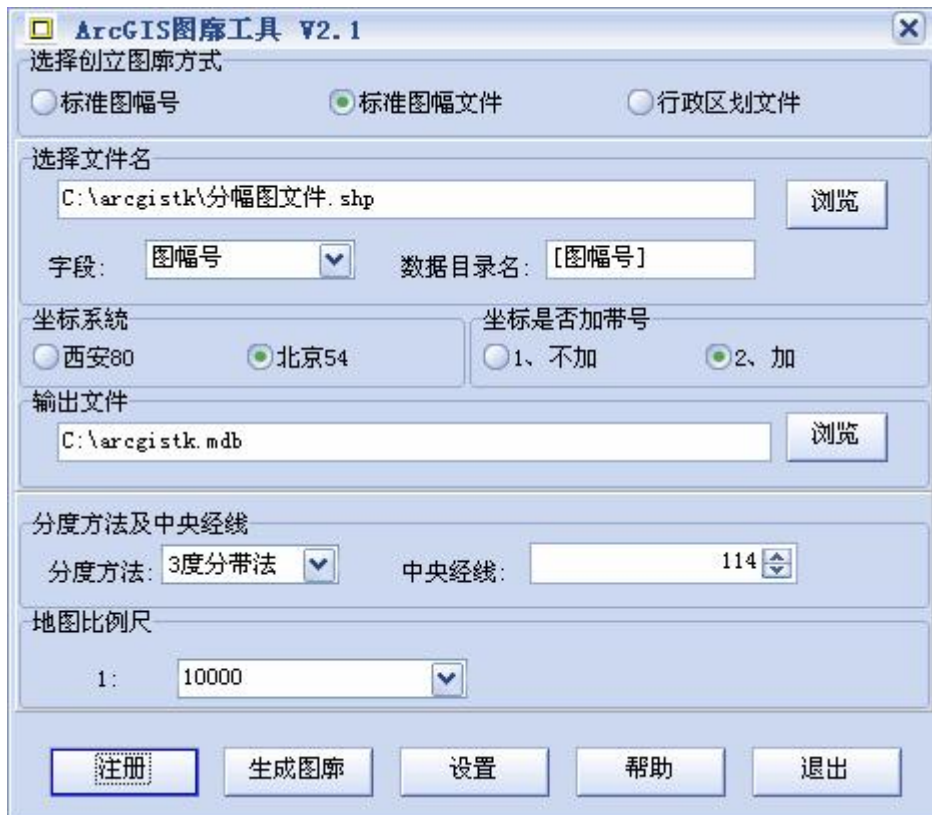 ArcGIS图廓工具 V2.1
选择创立图廓方式
标准图幅号 标准图幅文件 行政区划文件
选择文件名
C:\arcgistk\分幅图文件.shp 浏览
字段: 图幅号 数据目录名: [图幅号]
坐标系统 坐标是否加带号
西安80 北京54 1、不加 2、加
输出文件
C:\arcgistk.mdb 浏览
分度方法及中央经线
分度方法: 3度分带法 中央经线: 114
地图比例尺
1: 10000
注册 生成图廓 设置 帮助 退出